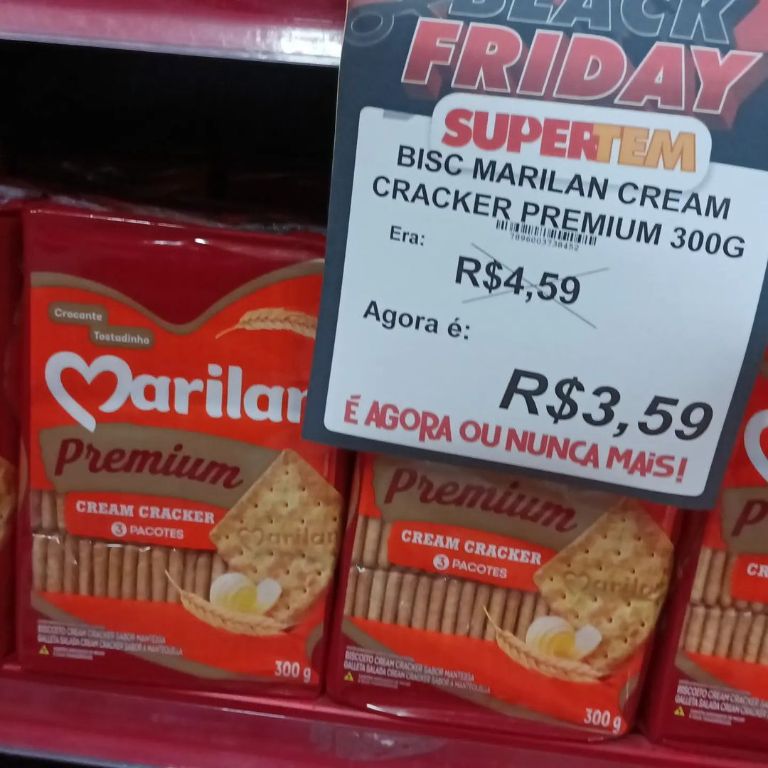 BLACK
FRIDAY
SUPERTEM
BISC MARILAN CREAM
CRACKER PREMIUM 300G
7896003738452
Era:
R$4,59
Agora é:
R$3,59
É AGORA OU NUNCA MAIS!
Crocante
Tostadinho
Marilan
Premium
CREAM CRACKER
3 PACOTES
Marilan
BISCOITO CREAM CRACKER SABOR MANTEIGA
GALLETA SALADA CREAM CRACKER SABOR A MANTEQUILLA
300 g
Premium
CREAM CRACKER
3 PACOTES
Marilan
BISCOITO CREAM CRACKER SABOR MANTEIGA
GALLETA SALADA CREAM CRACKER SABOR A MANTEQUILLA
300 g
P
CR
BISCOITO CREAM CRACKER
GALLETA SALADA CREAM